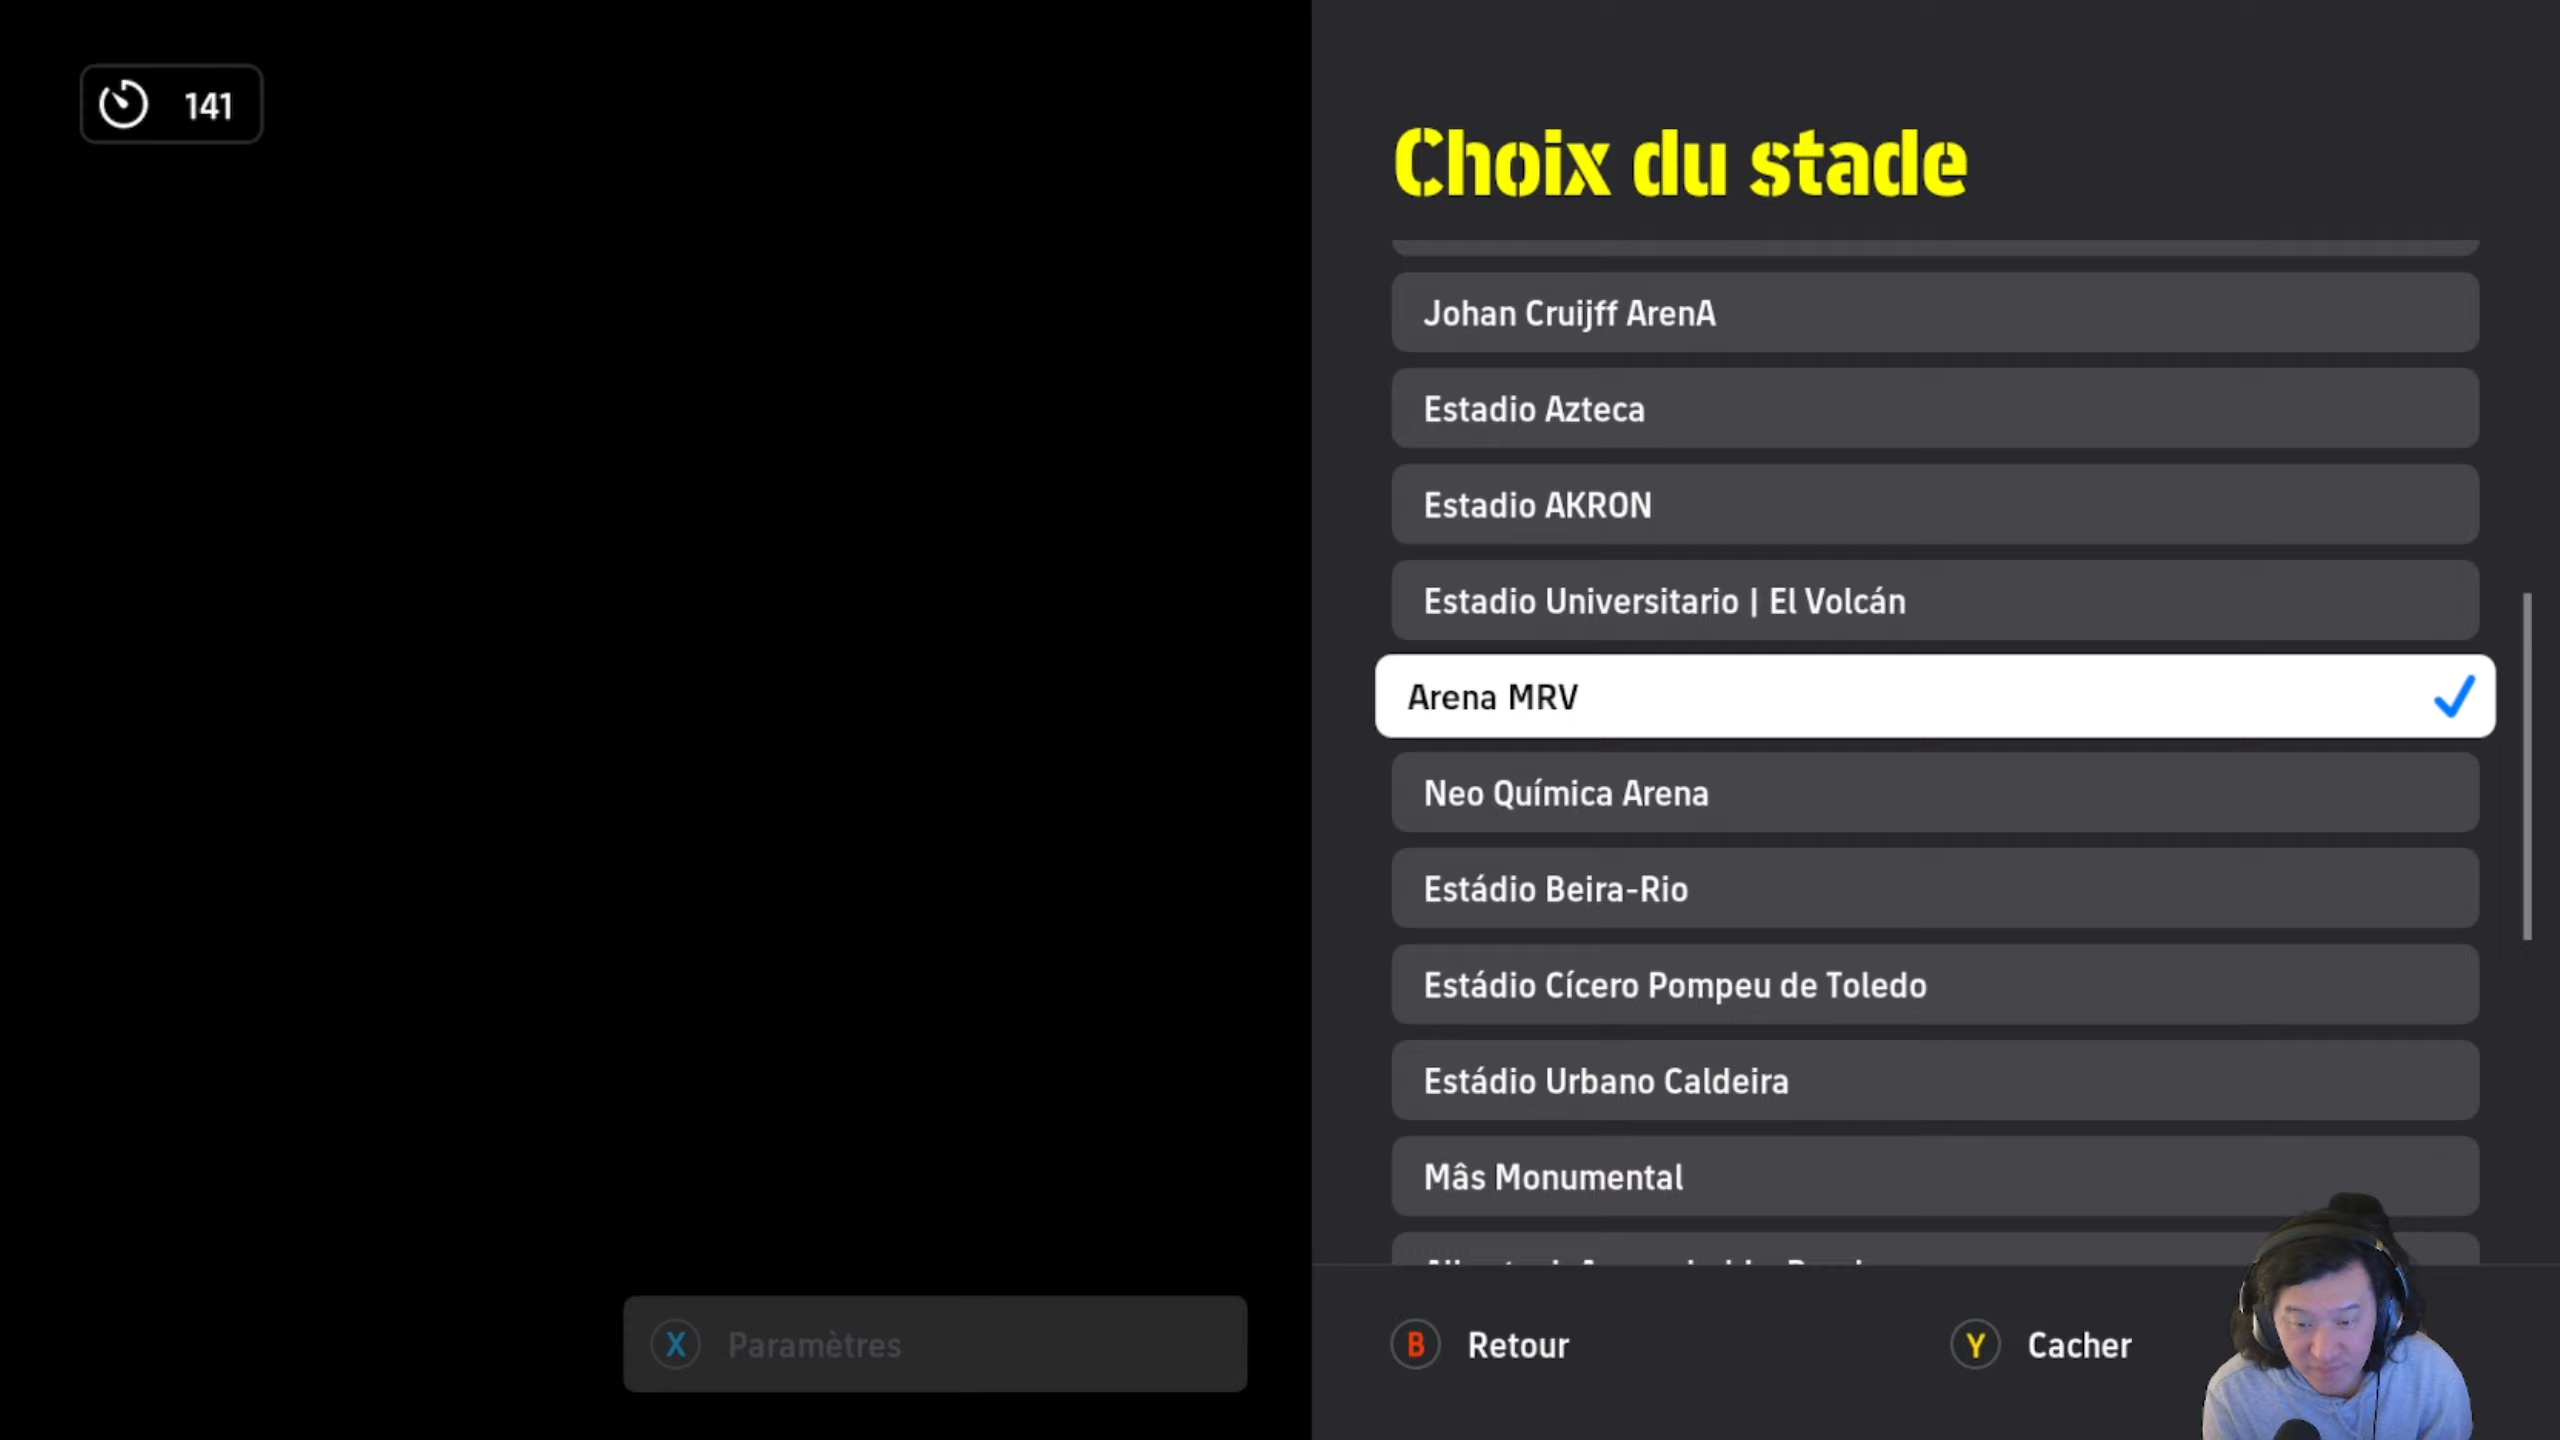 141
Choix du stade
Johan Cruijff ArenA
Estadio Azteca
Estadio AKRON
Estadio Universitario | El Volcán
Arena MRV
Neo Química Arena
Estádio Beira-Rio
Estádio Cícero Pompeu de Toledo
Estádio Urbano Caldeira
Mâs Monumental
X Paramètres
B Retour
Y Cacher